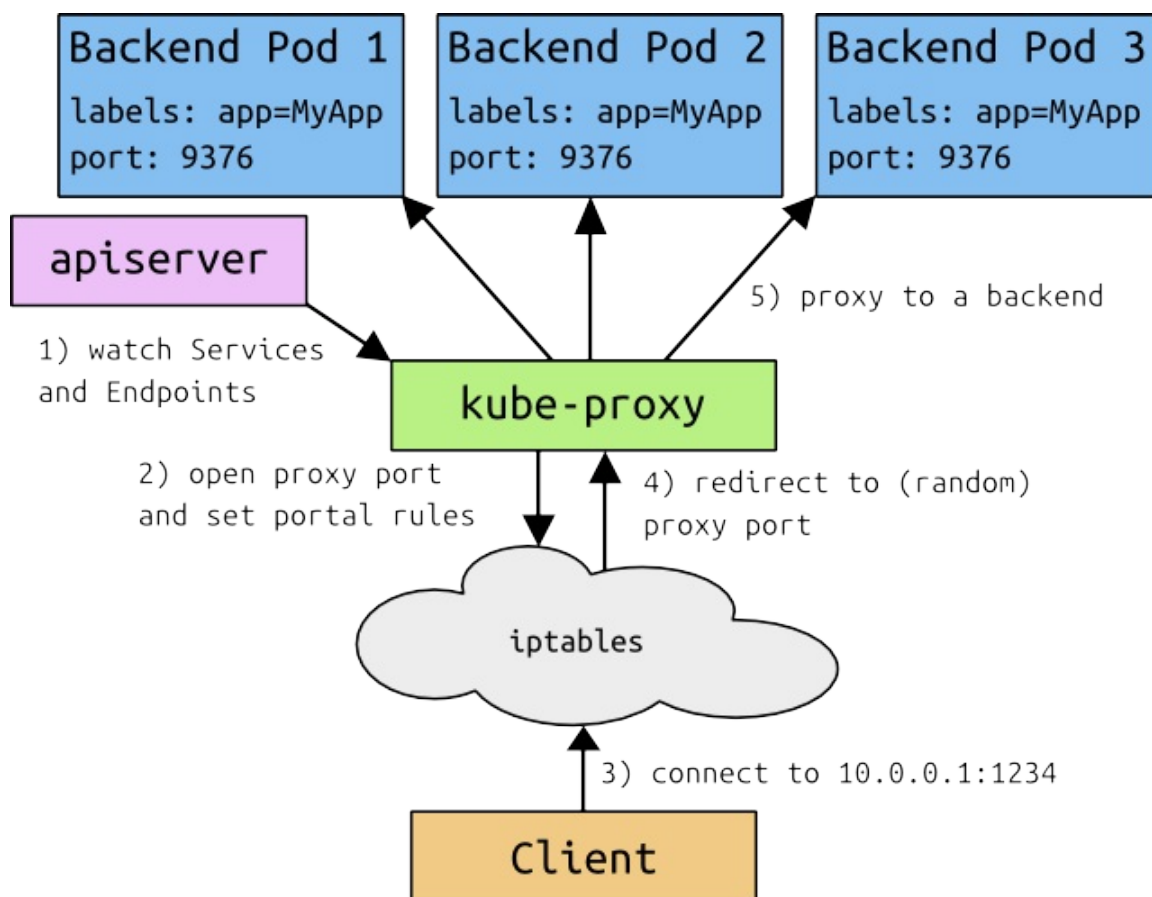 Backend Pod 1
labels: app=MyApp
port: 9376
Backend Pod 2
labels: app=MyApp
port: 9376
Backend Pod 3
labels: app=MyApp
port: 9376
apiserver
1) watch Services
and Endpoints
5) proxy to a backend
kube-proxy
2) open proxy port
and set portal rules
4) redirect to (random)
proxy port
iptables
3) connect to 10.0.0.1:1234
Client